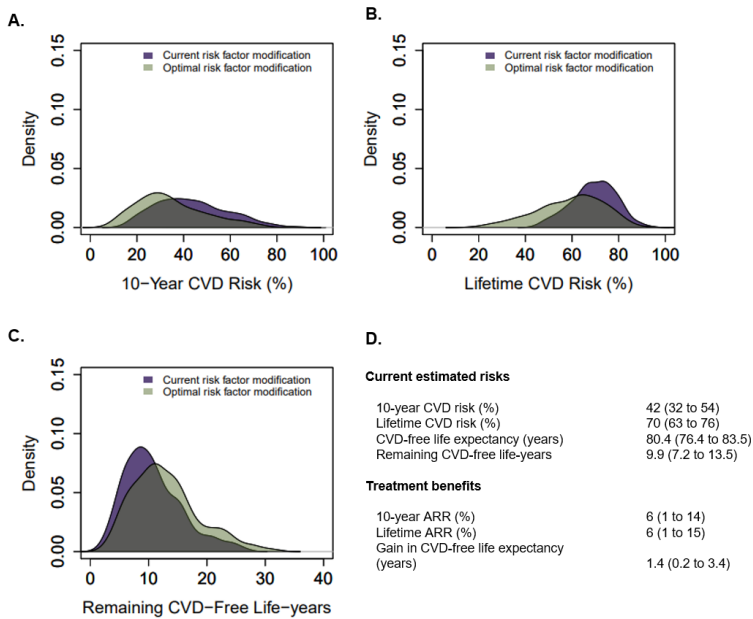 A.
0.15
0.10
0.05
0.00
Density
Current risk factor modification
Optimal risk factor modification
0 20 40 60 80 100
10−Year CVD Risk (%)
B.
0.15
0.10
0.05
0.00
Density
Current risk factor modification
Optimal risk factor modification
0 20 40 60 80 100
Lifetime CVD Risk (%)
C.
0.15
0.10
0.05
0.00
Density
Current risk factor modification
Optimal risk factor modification
0 10 20 30 40
Remaining CVD−Free Life−years
D.
Current estimated risks
10-year CVD risk (%) 42 (32 to 54)
Lifetime CVD risk (%) 70 (63 to 76)
CVD-free life expectancy (years) 80.4 (76.4 to 83.5)
Remaining CVD-free life-years 9.9 (7.2 to 13.5)
Treatment benefits
10-year ARR (%) 6 (1 to 14)
Lifetime ARR (%) 6 (1 to 15)
Gain in CVD-free life expectancy
(years) 1.4 (0.2 to 3.4)